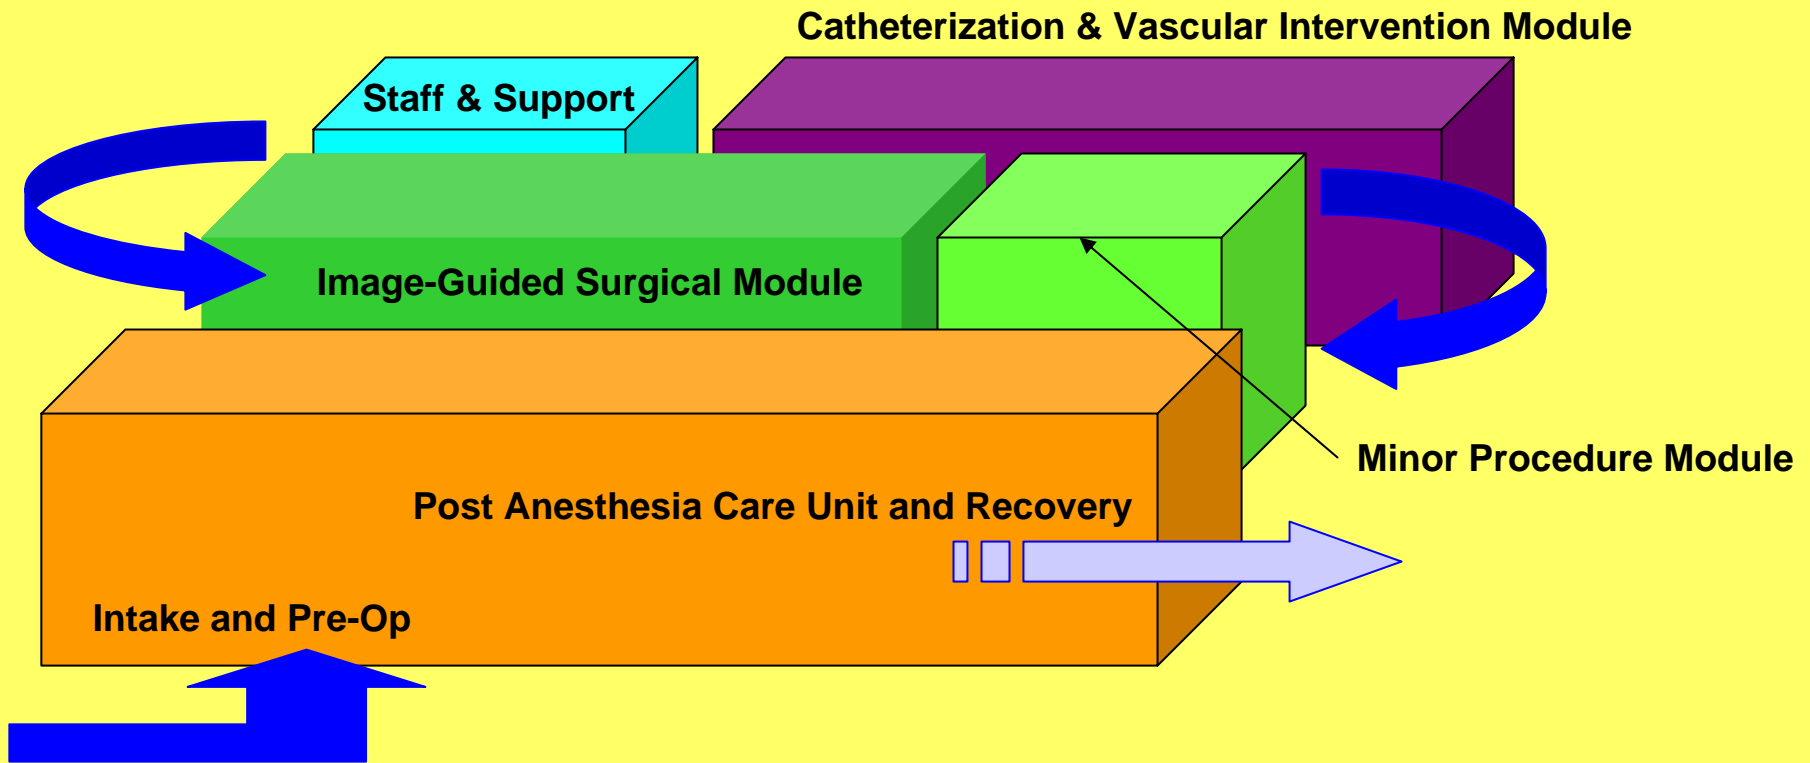 Catheterization & Vascular Intervention Module
Staff & Support
Image-Guided Surgical Module
Minor Procedure Module
Post Anesthesia Care Unit and Recovery
Intake and Pre-Op